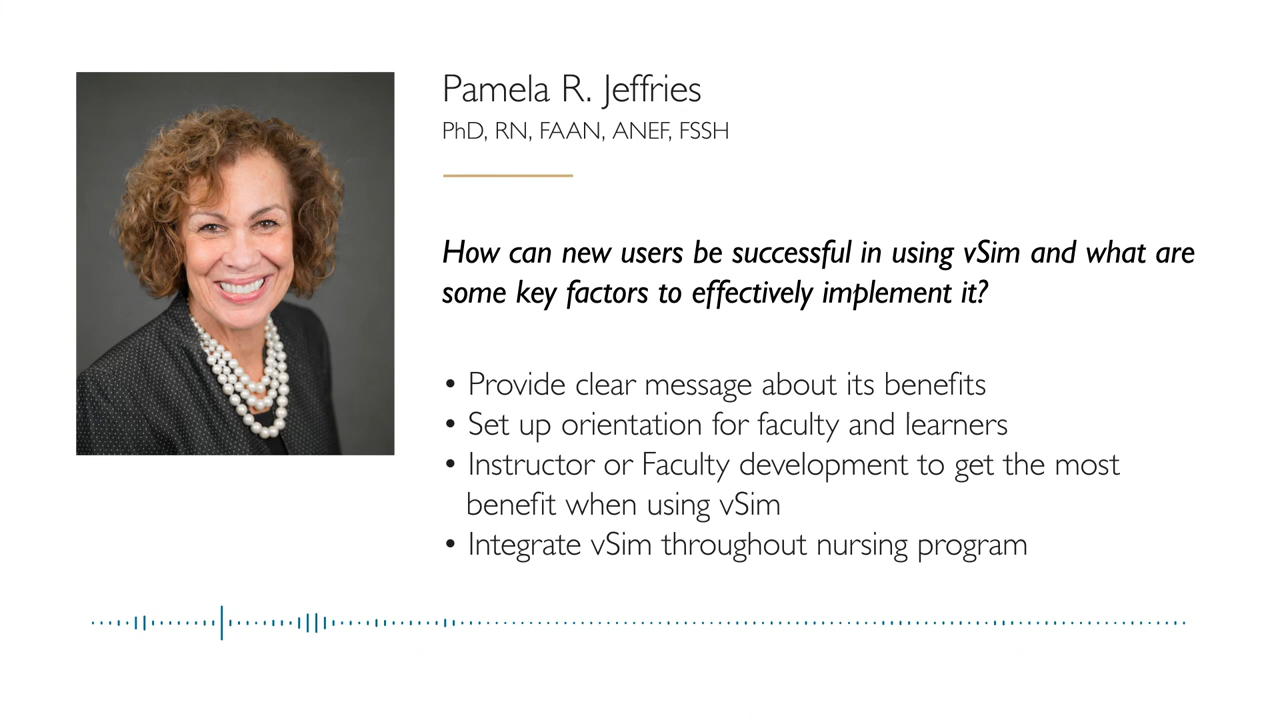 Pamela R. Jeffries
PhD, RN, FAAN, ANEF, FSSH
How can new users be successful in using vSim and what are
some key factors to effectively implement it?
• Provide clear message about its benefits
• Set up orientation for faculty and learners
• Instructor or Faculty development to get the most
benefit when using vSim
• Integrate vSim throughout nursing program